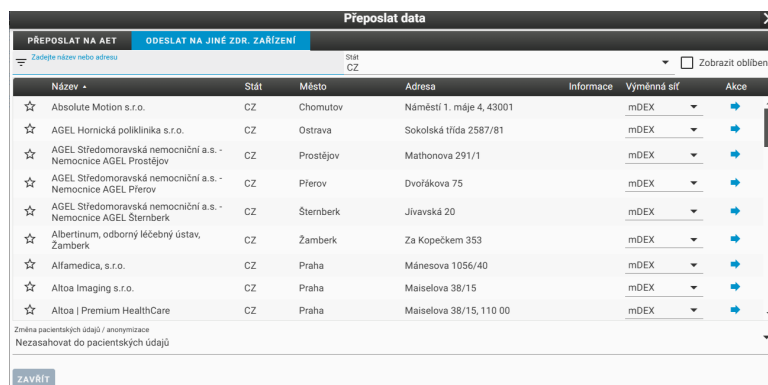 Přeposlat data
PŘEPOSLAT NA AET ODESLAT NA JINÉ ZDR. ZAŘÍZENÍ
Zadejte název nebo adresu
Stát
CZ
Zobrazit oblíben
Název Stát Město Adresa Informace Výměnná síť Akce
Absolute Motion s.r.o. CZ Chomutov Náměstí 1. máje 4, 43001 mDEX
AGEL Hornická poliklinika s.r.o. CZ Ostrava Sokolská třída 2587/81 mDEX
AGEL Středomoravská nemocniční a.s. -
Nemocnice AGEL Prostějov CZ Prostějov Mathonova 291/1 mDEX
AGEL Středomoravská nemocniční a.s. -
Nemocnice AGEL Přerov CZ Přerov Dvořákova 75 mDEX
AGEL Středomoravská nemocniční a.s. -
Nemocnice AGEL Šternberk CZ Šternberk Jívavská 20 mDEX
Albertinum, odborný léčebný ústav,
Žamberk CZ Žamberk Za Kopečkem 353 mDEX
Alfamedica, s.r.o. CZ Praha Mánesova 1056/40 mDEX
Altoa Imaging s.r.o. CZ Praha Maiselova 38/15 mDEX
Altoa | Premium HealthCare CZ Praha Maiselova 38/15, 110 00 mDEX
Změna pacientských údajů / anonymizace
Nezasahovat do pacientských údajů
ZAVŘÍT